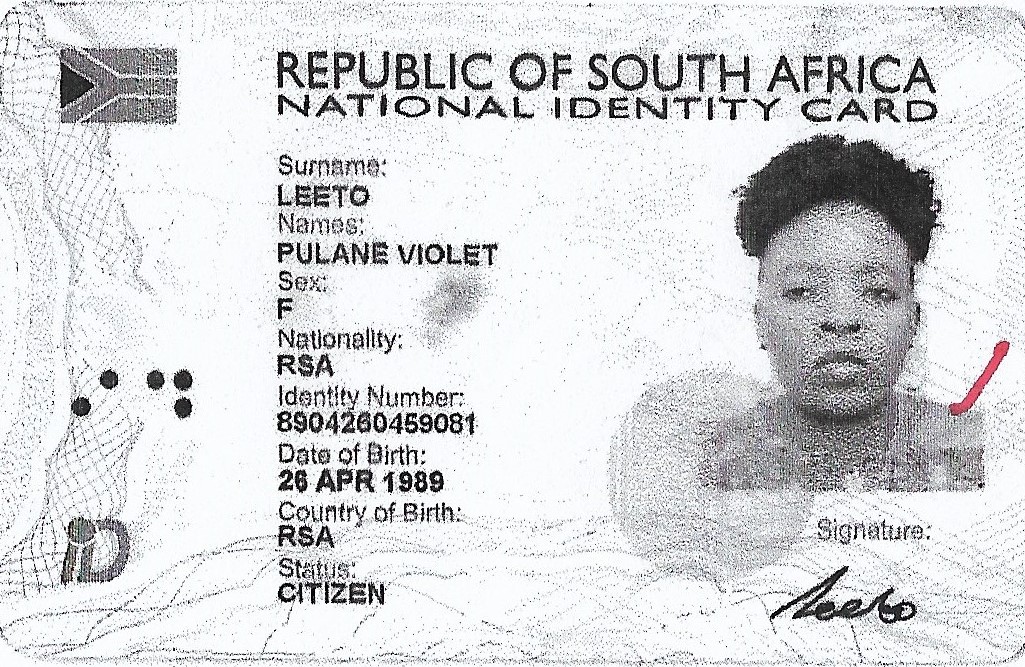 REPUBLIC OF SOUTH AFRICA
NATIONAL IDENTITY CARD
Surname:
LEETO
Names:
PULANE VIOLET
Sex:
F
Nationality:
RSA
Identity Number:
8904260459081
Date of Birth:
26 APR 1989
Country of Birth:
RSA
Status:
CITIZEN
iD
Signature:
Leeto